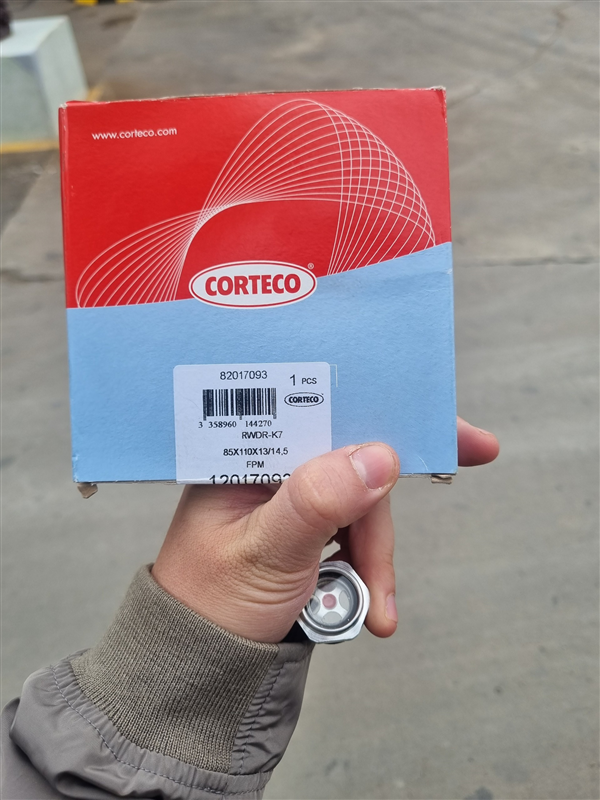 www.corteco.com
CORTECO®
82017093
1 PCS
CORTECO
3 358960 144270
RWDR-K7
85X110X13/14,5
FPM